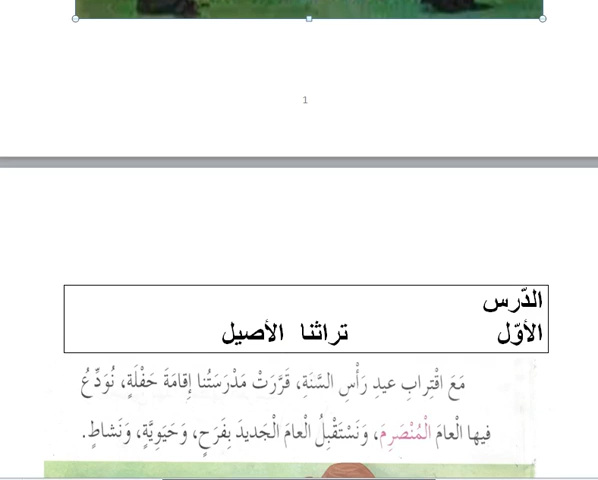 1
الدّرس
الأوّل تراثنا الأصيل
مَعَ اقْتِرابِ عيدِ رَأْسِ السَّنَةِ، قَرَّرَتْ مَدْرَسَتُنا إِقامَةَ حَفْلَةٍ، نُوَدِّعُ
فيها الْعامَ الْمُنْصَرِمَ، وَنَسْتَقْبِلُ الْعامَ الْجَديدَ بِفَرَحٍ، وَحَيَوِيَّةٍ، وَنَشاطٍ.